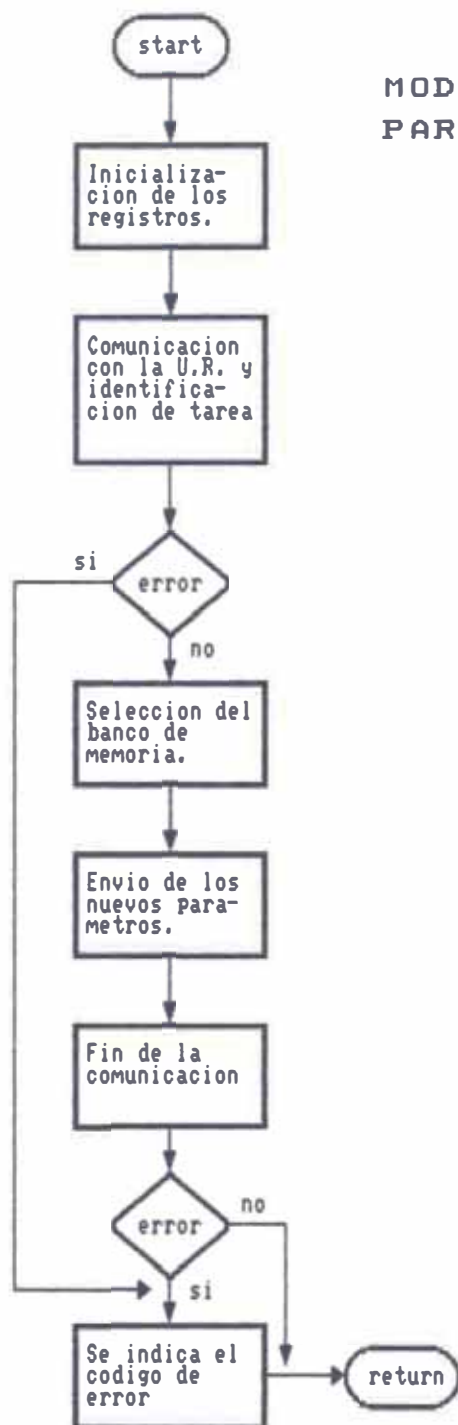 start
MOD
PAR
Inicializa-
cion de los
registros.
Comunicacion
con la U.R. y
identifica-
cion de tarea
si
error
no
Seleccion del
banco de
memoria.
Envio de los
nuevos para-
metros.
Fin de la
comunicacion
error
no
si
Se indica el
codigo de
error
return